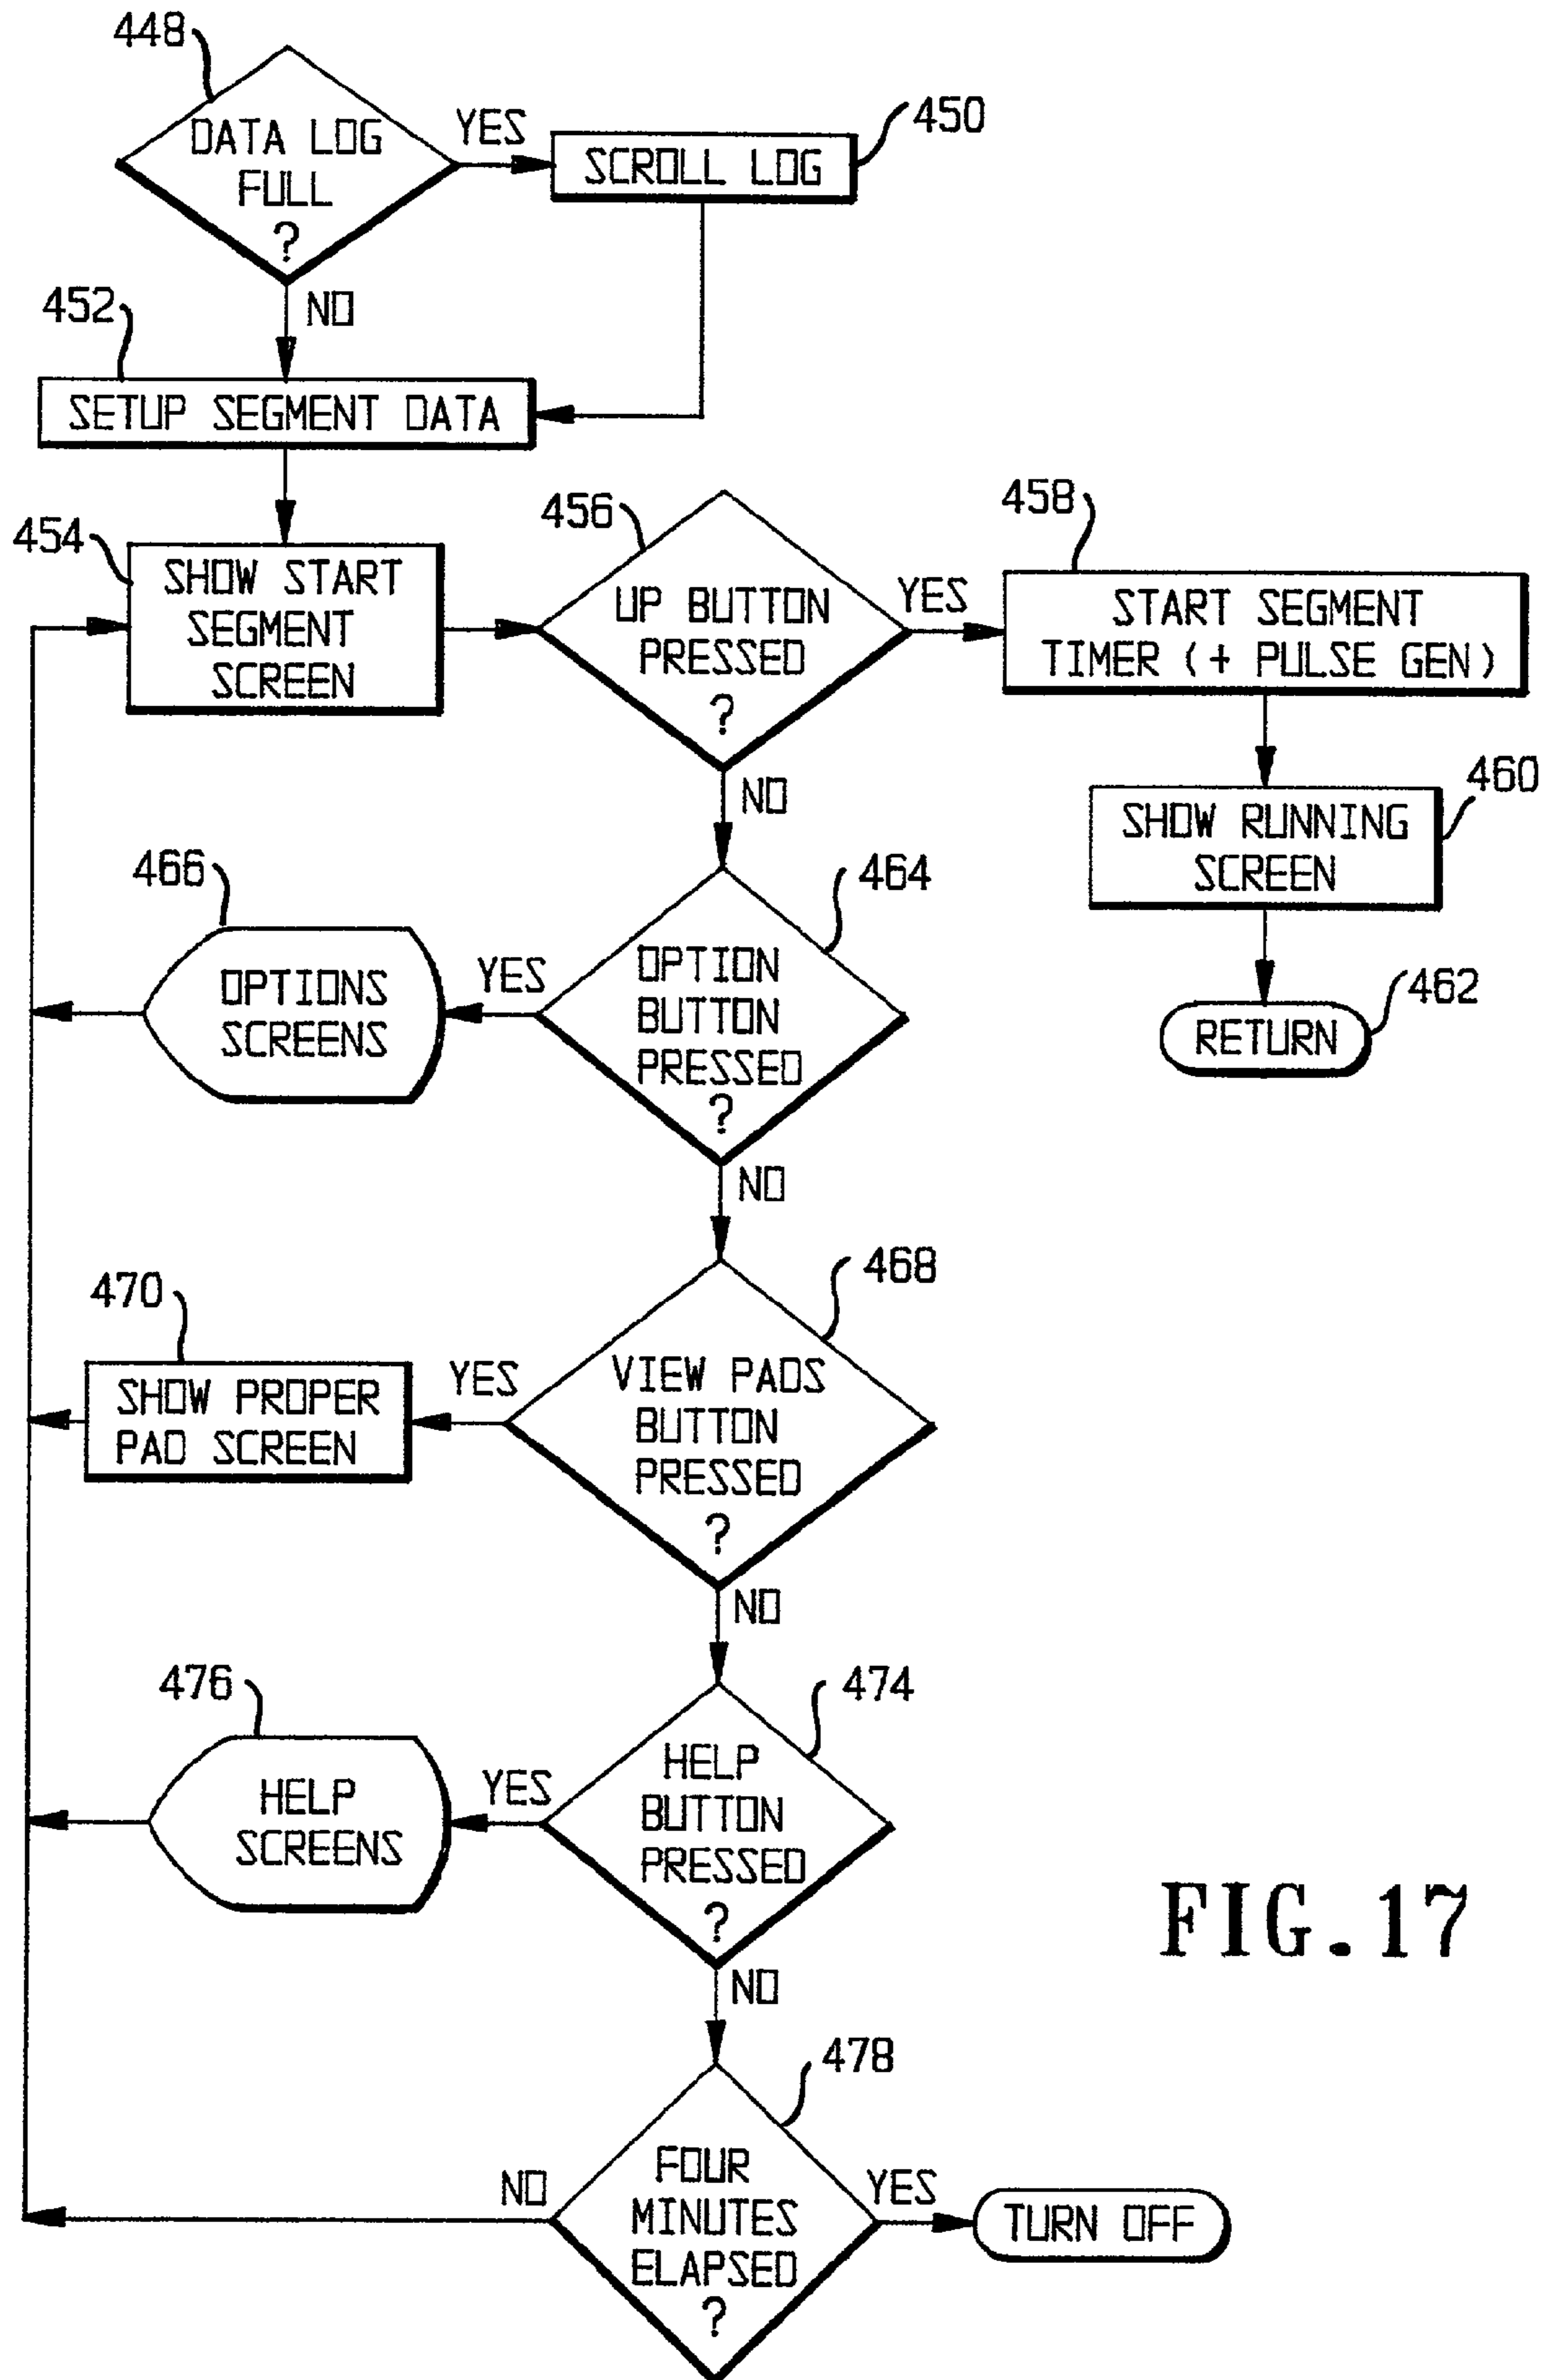 448
DATA LOG
FULL
?
YES
450
SCROLL LOG
NO
452
SETUP SEGMENT DATA
454
SHOW START
SEGMENT
SCREEN
456
UP BUTTON
PRESSED
?
YES
458
START SEGMENT
TIMER (+ PULSE GEN)
NO
460
SHOW RUNNING
SCREEN
462
RETURN
464
OPTION
BUTTON
PRESSED
?
YES
466
OPTIONS
SCREENS
NO
468
VIEW PADS
BUTTON
PRESSED
?
YES
470
SHOW PROPER
PAD SCREEN
NO
474
HELP
BUTTON
PRESSED
?
YES
476
HELP
SCREENS
NO
478
FOUR
MINUTES
ELAPSED
?
NO
YES
TURN OFF
FIG.17